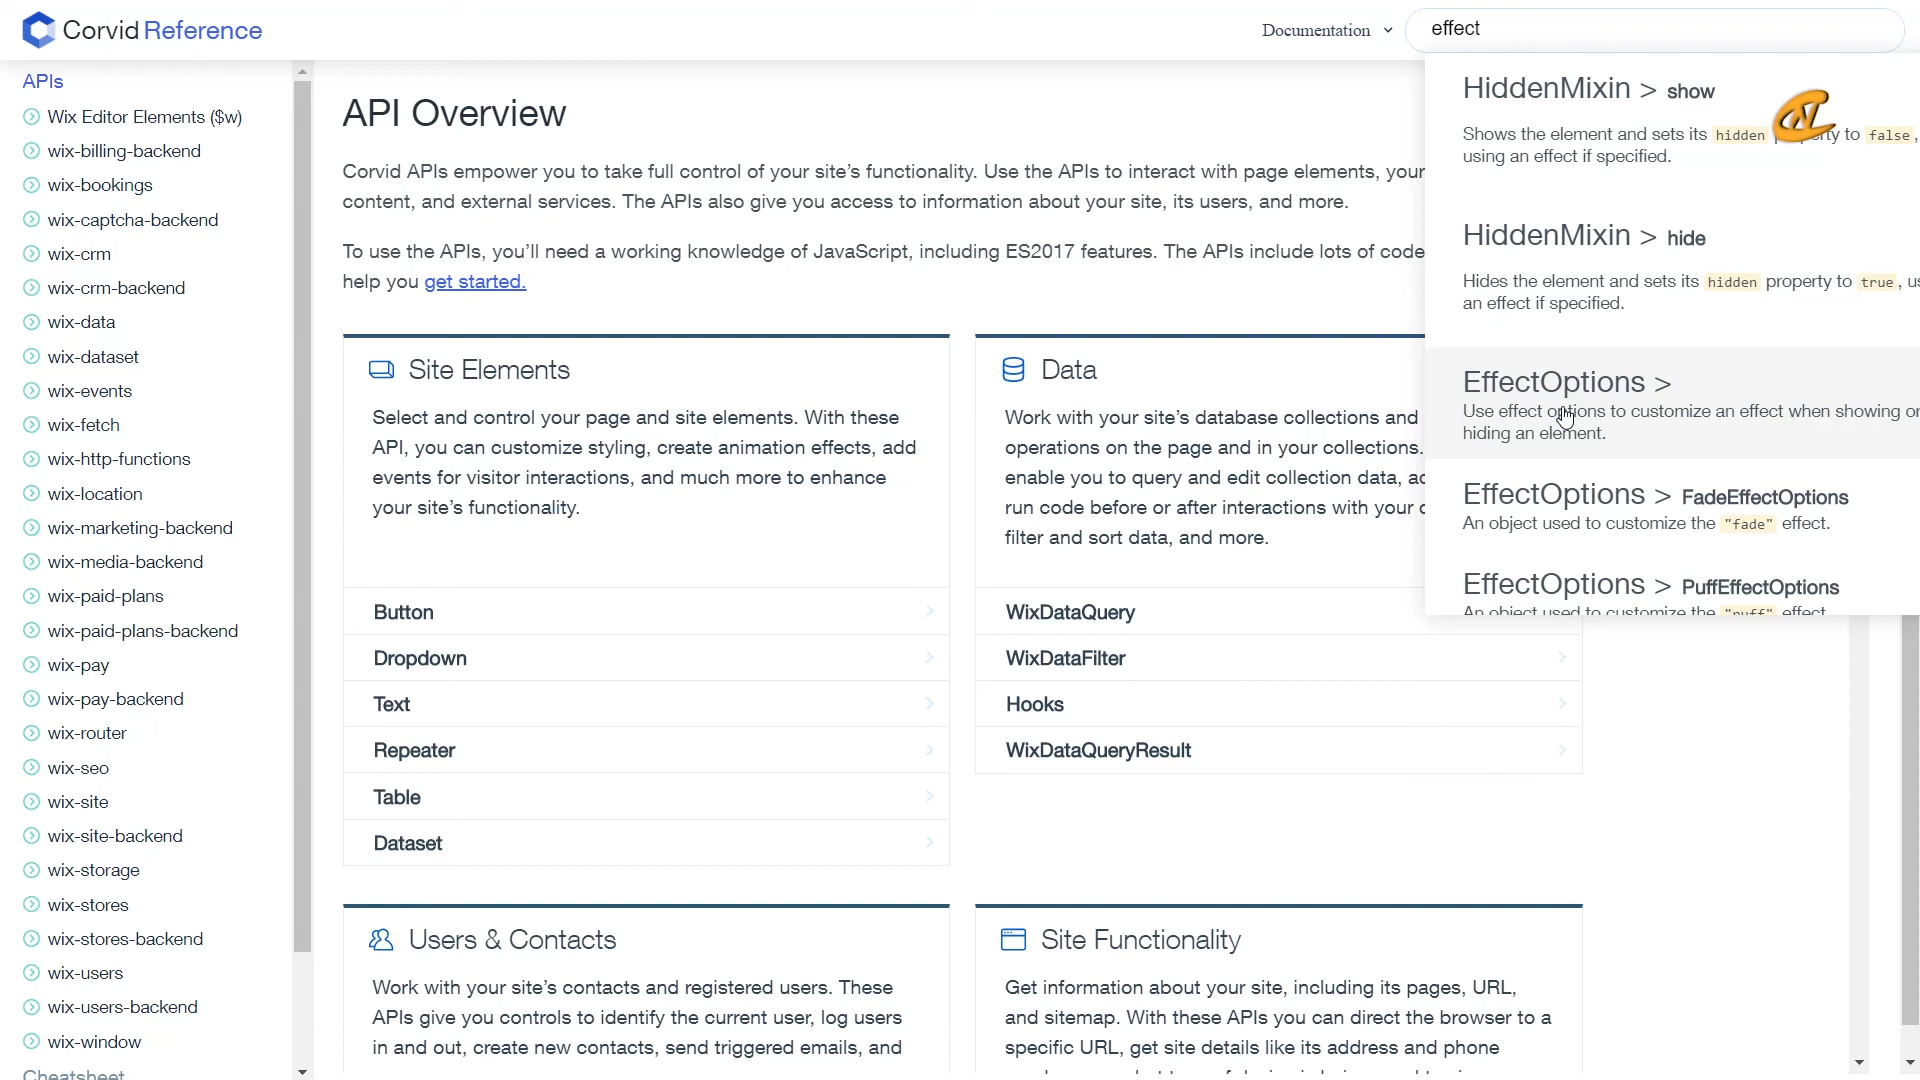 Corvid Reference
Documentation
effect
APIs
Wix Editor Elements ($w)
wix-billing-backend
wix-bookings
wix-captcha-backend
wix-crm
wix-crm-backend
wix-data
wix-dataset
wix-events
wix-fetch
wix-http-functions
wix-location
wix-marketing-backend
wix-media-backend
wix-paid-plans
wix-paid-plans-backend
wix-pay
wix-pay-backend
wix-router
wix-seo
wix-site
wix-site-backend
wix-storage
wix-stores
wix-stores-backend
wix-users
wix-users-backend
wix-window
Cheatsheet
API Overview
Corvid APIs empower you to take full control of your site's functionality. Use the APIs to interact with page elements, your
content, and external services. The APIs also give you access to information about your site, its users, and more.
To use the APIs, you'll need a working knowledge of JavaScript, including ES2017 features. The APIs include lots of code
help you get started.
Site Elements
Select and control your page and site elements. With these
API, you can customize styling, create animation effects, add
events for visitor interactions, and much more to enhance
your site's functionality.
Button
Dropdown
Text
Repeater
Table
Dataset
Data
Work with your site's database collections and
operations on the page and in your collections.
enable you to query and edit collection data, ac
run code before or after interactions with your
filter and sort data, and more.
WixDataQuery
WixDataFilter
Hooks
WixDataQueryResult
Users & Contacts
Work with your site's contacts and registered users. These
APIs give you controls to identify the current user, log users
in and out, create new contacts, send triggered emails, and
Site Functionality
Get information about your site, including its pages, URL,
and sitemap. With these APIs you can direct the browser to a
specific URL, get site details like its address and phone
HiddenMixin > show
Shows the element and sets its hidden to false,
using an effect if specified.
HiddenMixin > hide
Hides the element and sets its hidden property to true, us
an effect if specified.
EffectOptions >
Use effect options to customize an effect when showing or
hiding an element.
EffectOptions > FadeEffectOptions
An object used to customize the "fade" effect.
EffectOptions > PuffEffectOptions
An object used to customize the "puff" effect